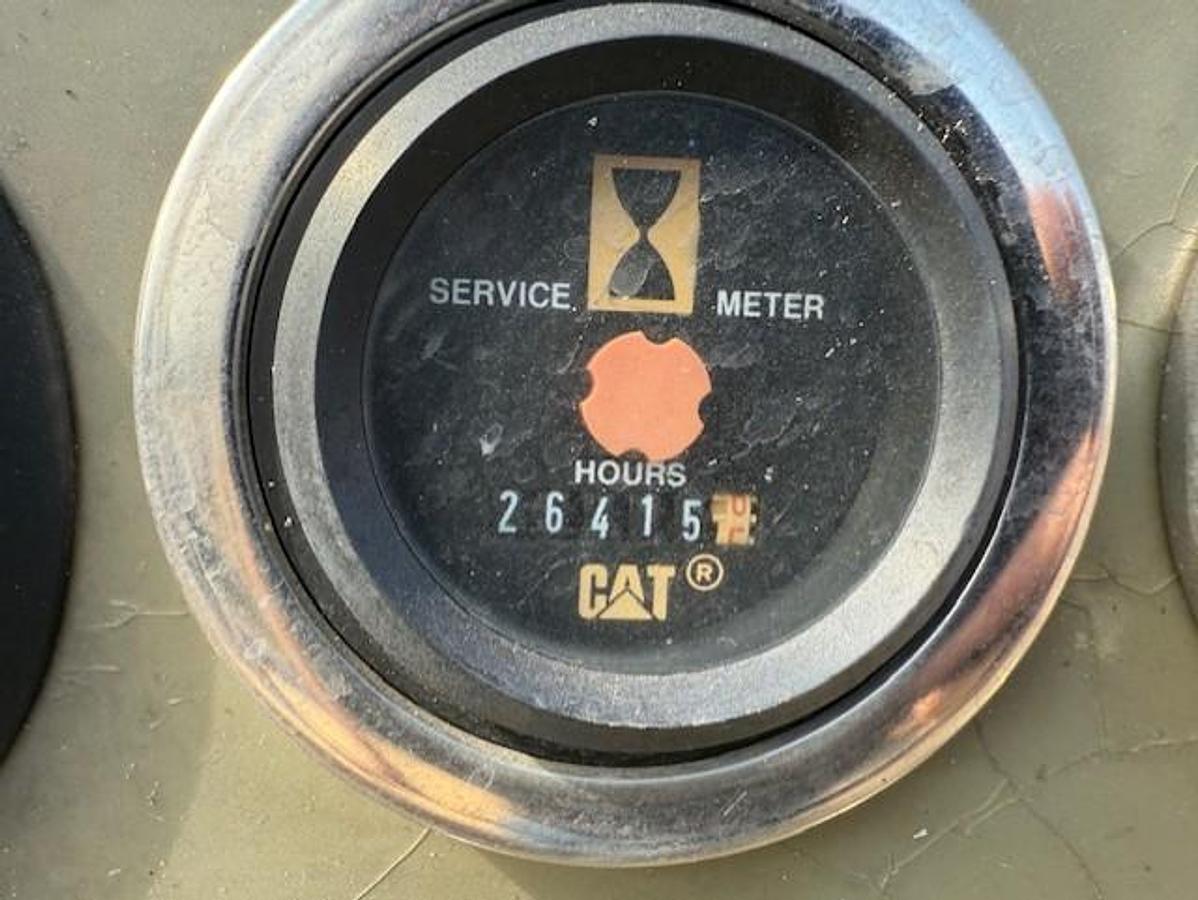 SERVICE METER
HOURS
26415
CAT ®